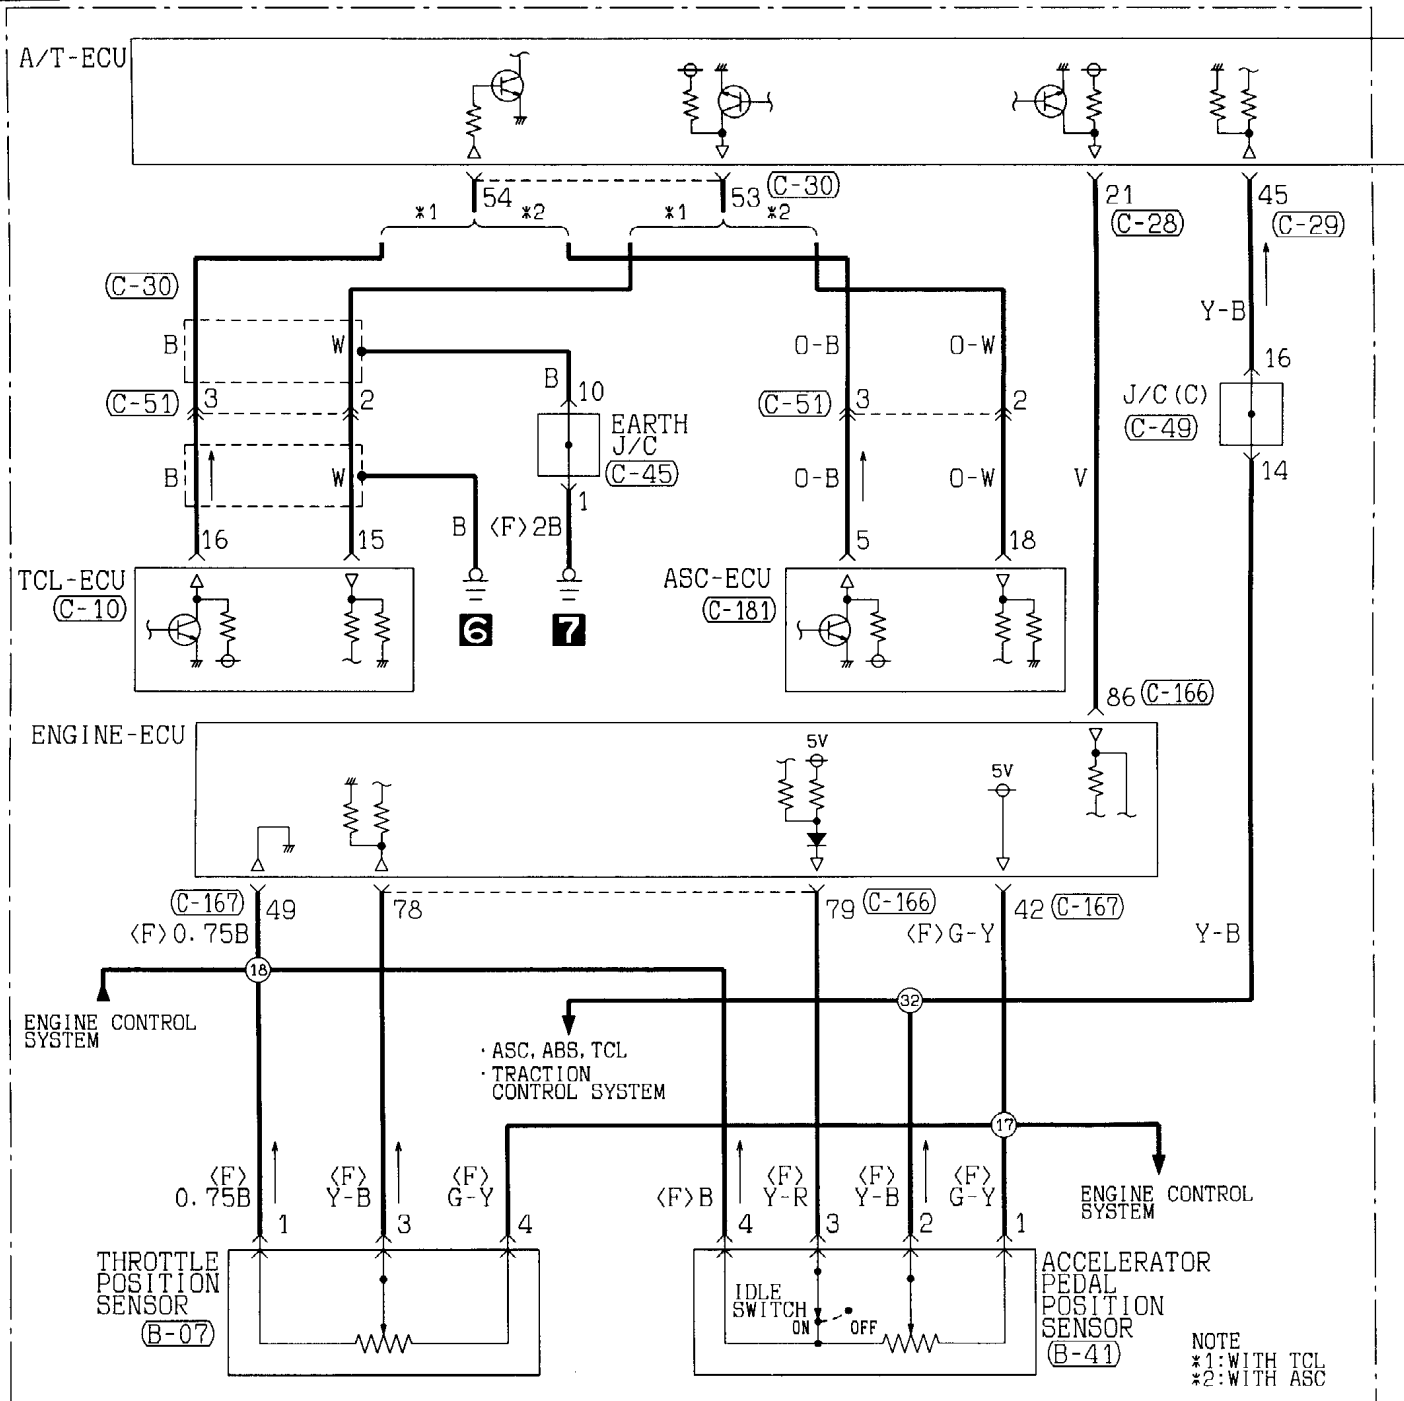 A/T-ECU
54
53
(C-30)
21
(C-28)
45
(C-29)
*1
*2
*1
*2
(C-30)
Y-B
B
W
O-B
O-W
16
B
10
J/C(C)
(C-49)
(C-51)
3
2
(C-51)
3
2
EARTH
J/C
(C-45)
14
B
W
O-B
O-W
V
1
B
<F>2B
16
15
5
18
TCL-ECU
(C-10)
6
7
ASC-ECU
(C-181)
86
(C-166)
ENGINE-ECU
5V
5V
(C-167)
49
78
79
(C-166)
42
(C-167)
<F>0.75B
<F>G-Y
Y-B
18
32
ENGINE CONTROL
SYSTEM
·ASC, ABS, TCL
·TRACTION
CONTROL SYSTEM
17
<F>
0.75B
<F>
Y-B
<F>
G-Y
<F>B
<F>
Y-R
<F>
Y-B
<F>
G-Y
ENGINE CONTROL
SYSTEM
1
3
4
4
3
2
1
THROTTLE
POSITION
SENSOR
(B-07)
IDLE
SWITCH
ON
OFF
ACCELERATOR
PEDAL
POSITION
SENSOR
(B-41)
NOTE
*1:WITH TCL
*2:WITH ASC